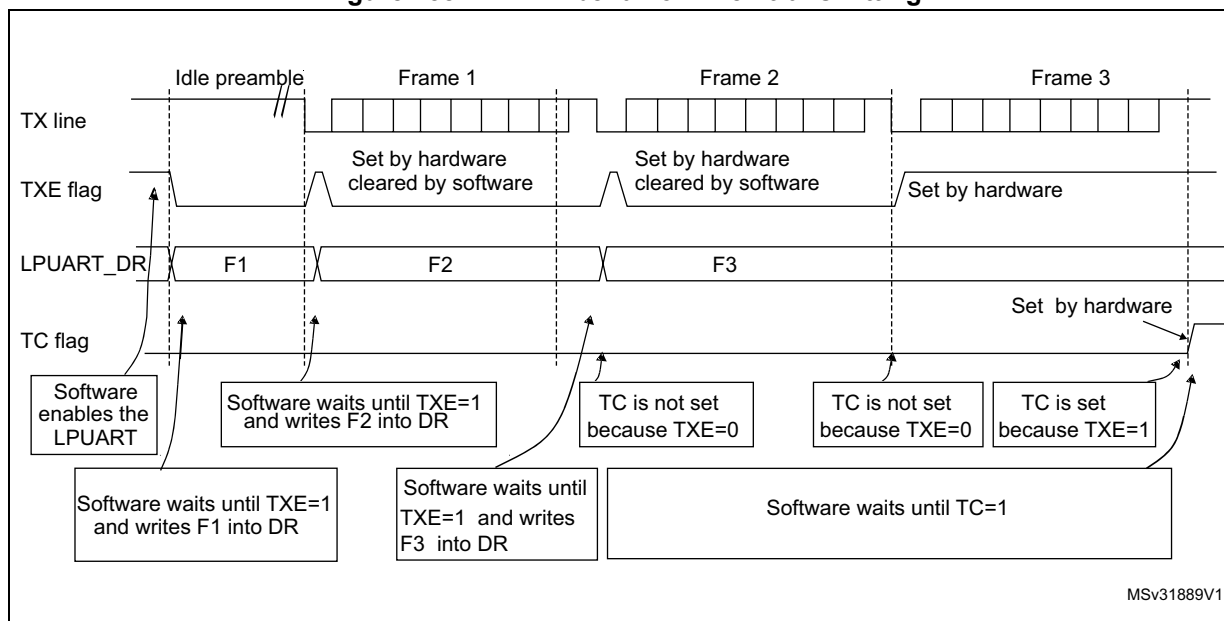 Idle preamble
Frame 1
Frame 2
Frame 3
TX line
TXE flag
Set by hardware
cleared by software
Set by hardware
cleared by software
Set by hardware
LPUART_DR
F1
F2
F3
TC flag
Set by hardware
Software
enables the
LPUART
Software waits until TXE=1
and writes F2 into DR
TC is not set
because TXE=0
TC is not set
because TXE=0
TC is set
because TXE=1
Software waits until TXE=1
and writes F1 into DR
Software waits until
TXE=1 and writes
F3 into DR
Software waits until TC=1
MSv31889V1